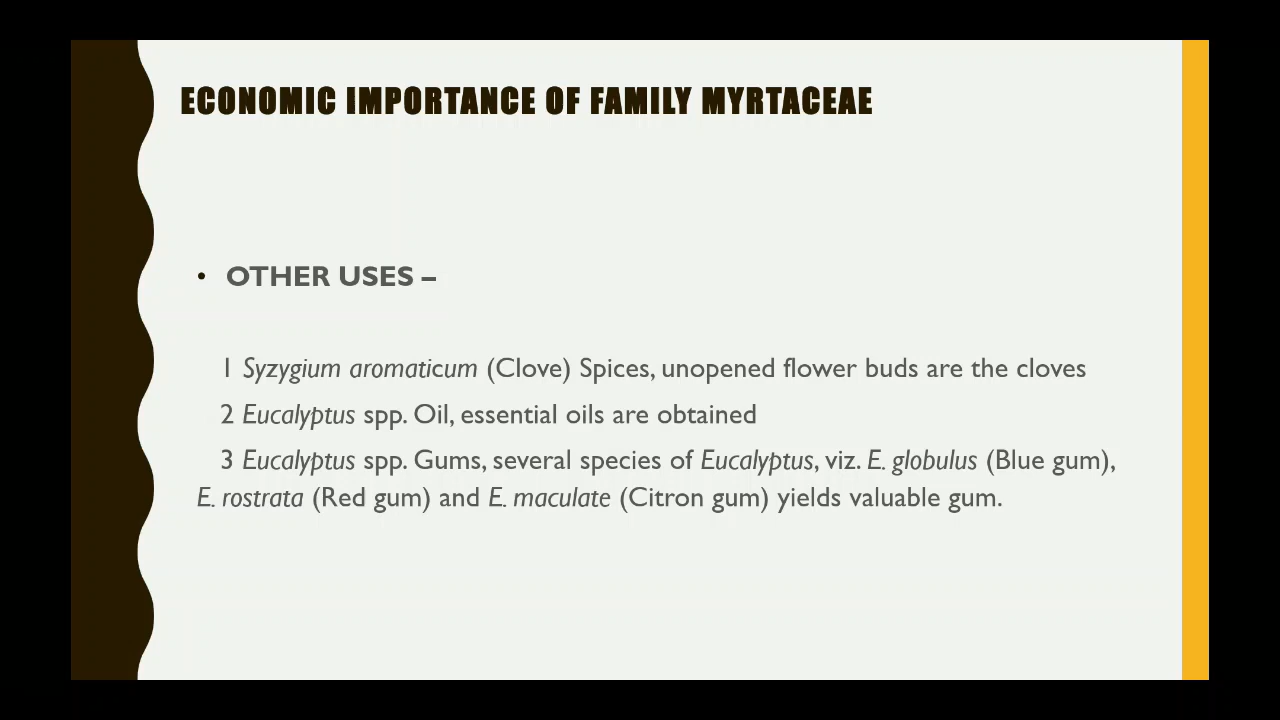 ECONOMIC IMPORTANCE OF FAMILY MYRTACEAE
• OTHER USES –
1 Syzygium aromaticum (Clove) Spices, unopened flower buds are the cloves
2 Eucalyptus spp. Oil, essential oils are obtained
3 Eucalyptus spp. Gums, several species of Eucalyptus, viz. E. globulus (Blue gum),
E. rostrata (Red gum) and E. maculate (Citron gum) yields valuable gum.